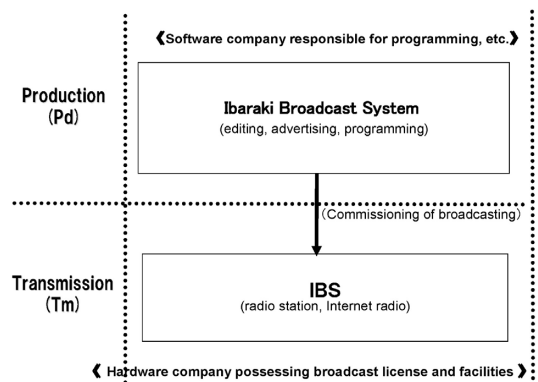 ❰Software company responsible for programming, etc.❱
Production
(Pd)
Ibaraki Broadcast System
(editing, advertising, programming)
(Commissioning of broadcasting)
Transmission
(Tm)
IBS
(radio station, Internet radio)
❰ Hardware company possessing broadcast license and facilities ❱